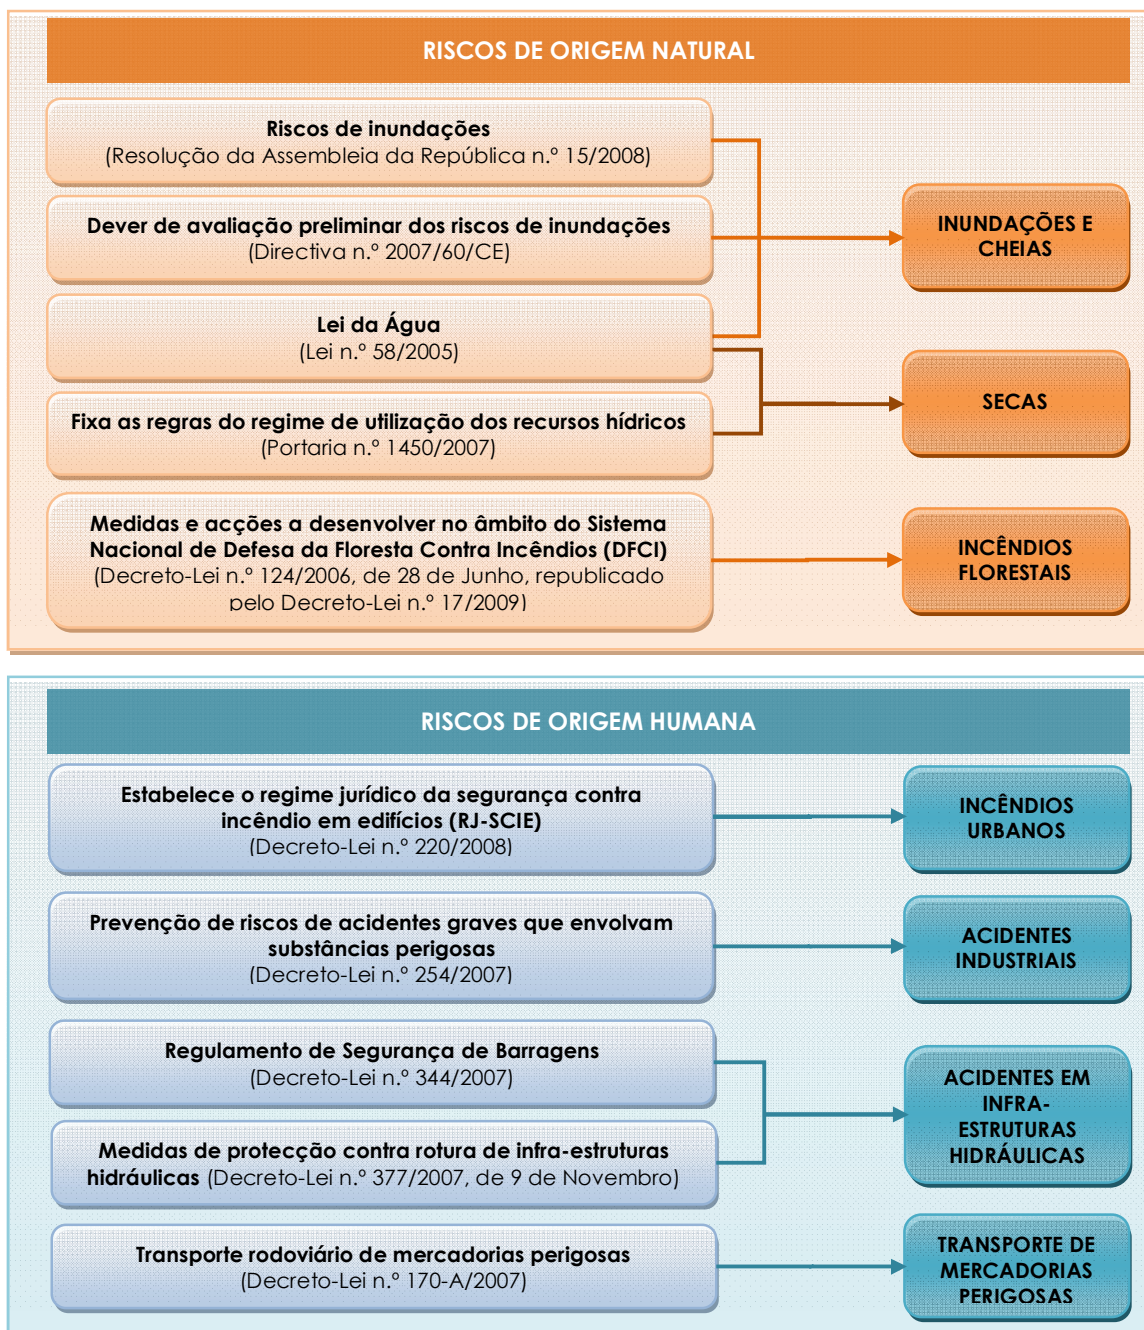 RISCOS DE ORIGEM NATURAL
Riscos de inundações
(Resolução da Assembleia da República n.º 15/2008)
Dever de avaliação preliminar dos riscos de inundações
(Directiva n.º 2007/60/CE)
INUNDAÇÕES E
CHEIAS
Lei da Água
(Lei n.º 58/2005)
SECAS
Fixa as regras do regime de utilização dos recursos hídricos
(Portaria n.º 1450/2007)
Medidas e acções a desenvolver no âmbito do Sistema
Nacional de Defesa da Floresta Contra Incêndios (DFCI)
(Decreto-Lei n.º 124/2006, de 28 de Junho, republicado
pelo Decreto-Lei n.º 17/2009)
INCÊNDIOS
FLORESTAIS
RISCOS DE ORIGEM HUMANA
Estabelece o regime jurídico da segurança contra
incêndio em edifícios (RJ-SCIE)
(Decreto-Lei n.º 220/2008)
INCÊNDIOS
URBANOS
Prevenção de riscos de acidentes graves que envolvam
substâncias perigosas
(Decreto-Lei n.º 254/2007)
ACIDENTES
INDUSTRIAIS
Regulamento de Segurança de Barragens
(Decreto-Lei n.º 344/2007)
Medidas de protecção contra rotura de infra-estruturas
hidráulicas (Decreto-Lei n.º 377/2007, de 9 de Novembro)
ACIDENTES EM
INFRA-
ESTRUTURAS
HIDRÁULICAS
Transporte rodoviário de mercadorias perigosas
(Decreto-Lei n.º 170-A/2007)
TRANSPORTE DE
MERCADORIAS
PERIGOSAS